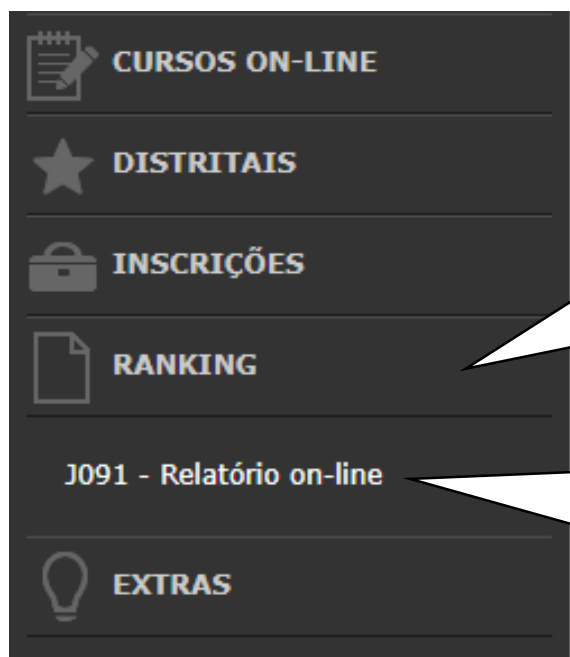 CURSOS ON-LINE
DISTRITAIS
INSCRIÇÕES
RANKING
J091 - Relatório on-line
EXTRAS